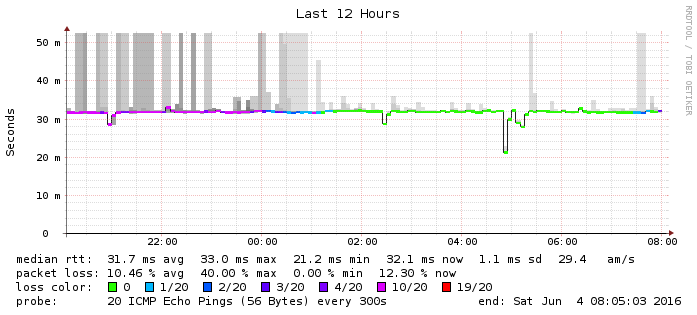 Last 12 Hours
RRDTOOL / TOBI OETIKER
Seconds
50 m
40 m
30 m
20 m
10 m
0
22:00 00:00 02:00 04:00 06:00 08:00
median rtt: 31.7 ms avg 33.0 ms max 21.2 ms min 32.1 ms now 1.1 ms sd 29.4 am/s
packet loss: 10.46 % avg 40.00 % max 0.00 % min 12.30 % now
loss color: 0 1/20 2/20 3/20 4/20 10/20 19/20
probe: 20 ICMP Echo Pings (56 Bytes) every 300s end: Sat Jun 4 08:05:03 2016